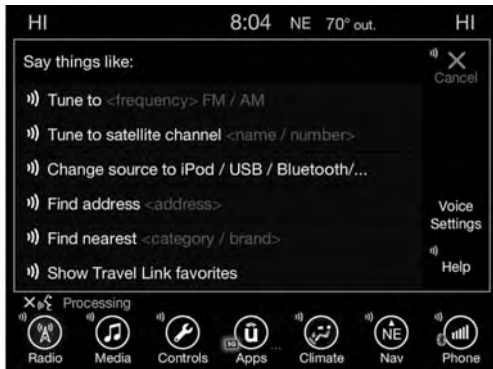 HI 8:04 NE 70° out. HI
Say things like:
Cancel
Tune to <frequency> FM / AM
Tune to satellite channel <name / number>
Change source to iPod / USB / Bluetooth/...
Find address <address>
Find nearest <category / brand>
Show Travel Link favorites
Voice
Settings
Help
Processing
Radio Media Controls Apps Climate Nav Phone
3G ... NE